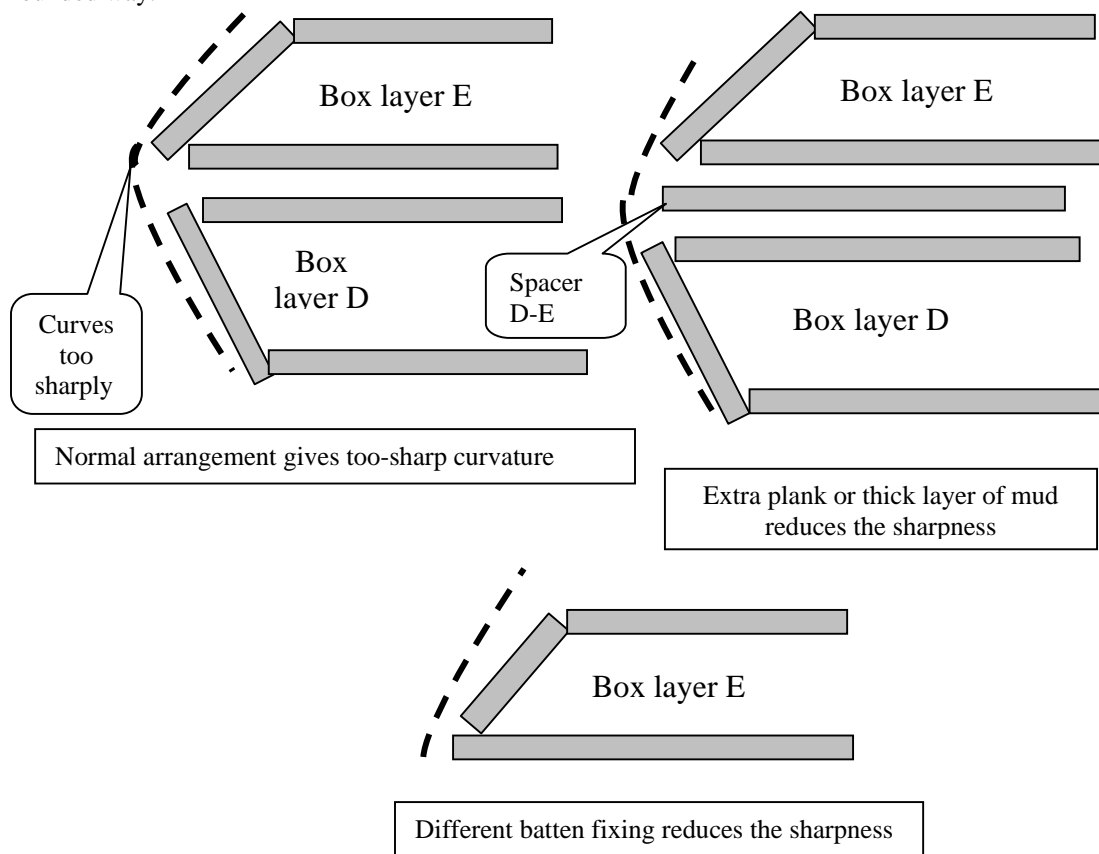 Box layer E
Box
layer D
Curves
too
sharply
Normal arrangement gives too-sharp curvature
Box layer E
Spacer
D-E
Box layer D
Extra plank or thick layer of mud
reduces the sharpness
Box layer E
Different batten fixing reduces the sharpness